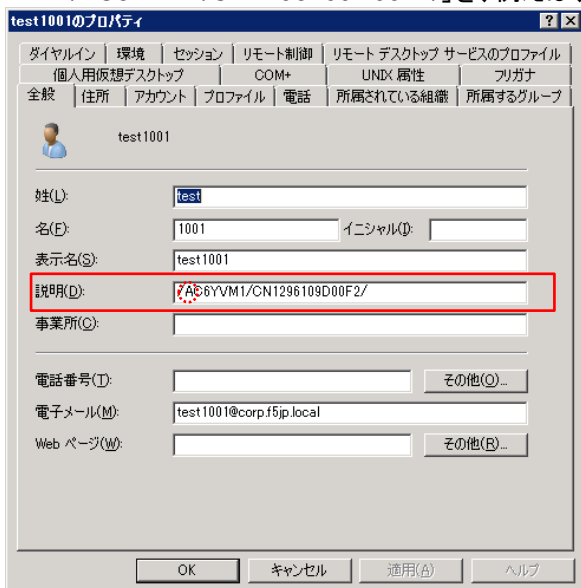 test1001のプロパティ
ダイヤルイン 環境 セッション リモート制御 リモート デスクトップ サービスのプロファイル
個人用仮想デスクトップ COM+ UNIX 属性 フリガナ
全般 住所 アカウント プロファイル 電話 所属されている組織 所属するグループ
test1001
姓(L): test
名(F): 1001 イニシャル(I):
表示名(S): test1001
説明(D): /AC6YVM1/CN1296109D00F2/
事業所(C):
電話番号(T): その他(O)...
電子メール(M): test1001@corp.f5jp.local
Web ページ(W): その他(R)...
OK キャンセル 適用(A) ヘルプ